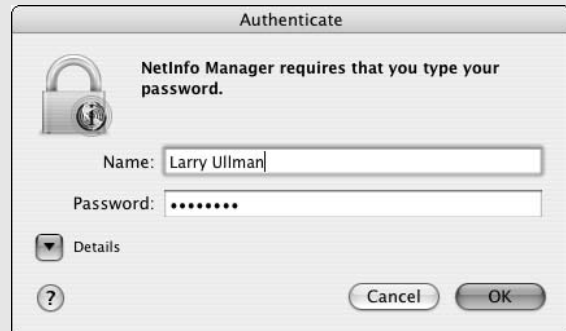 Authenticate
NetInfo Manager requires that you type your
password.
Name: Larry Ullman
Password: ••••••••
Details
? Cancel OK